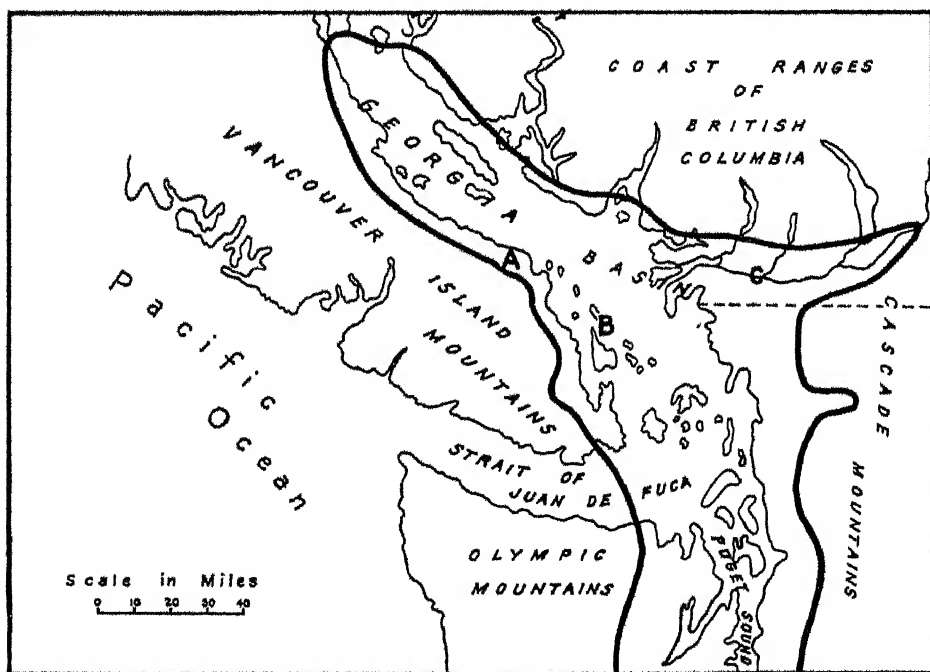 COAST RANGES
OF
BRITISH
COLUMBIA
GEORGIA
BASIN
VANCOUVER
ISLAND
MOUNTAINS
A
B
C
Pacific
Ocean
CASCADE
MOUNTAINS
STRAIT OF
JUAN DE FUCA
OLYMPIC
MOUNTAINS
PUGET
SOUND
Scale in Miles
0 10 20 30 40